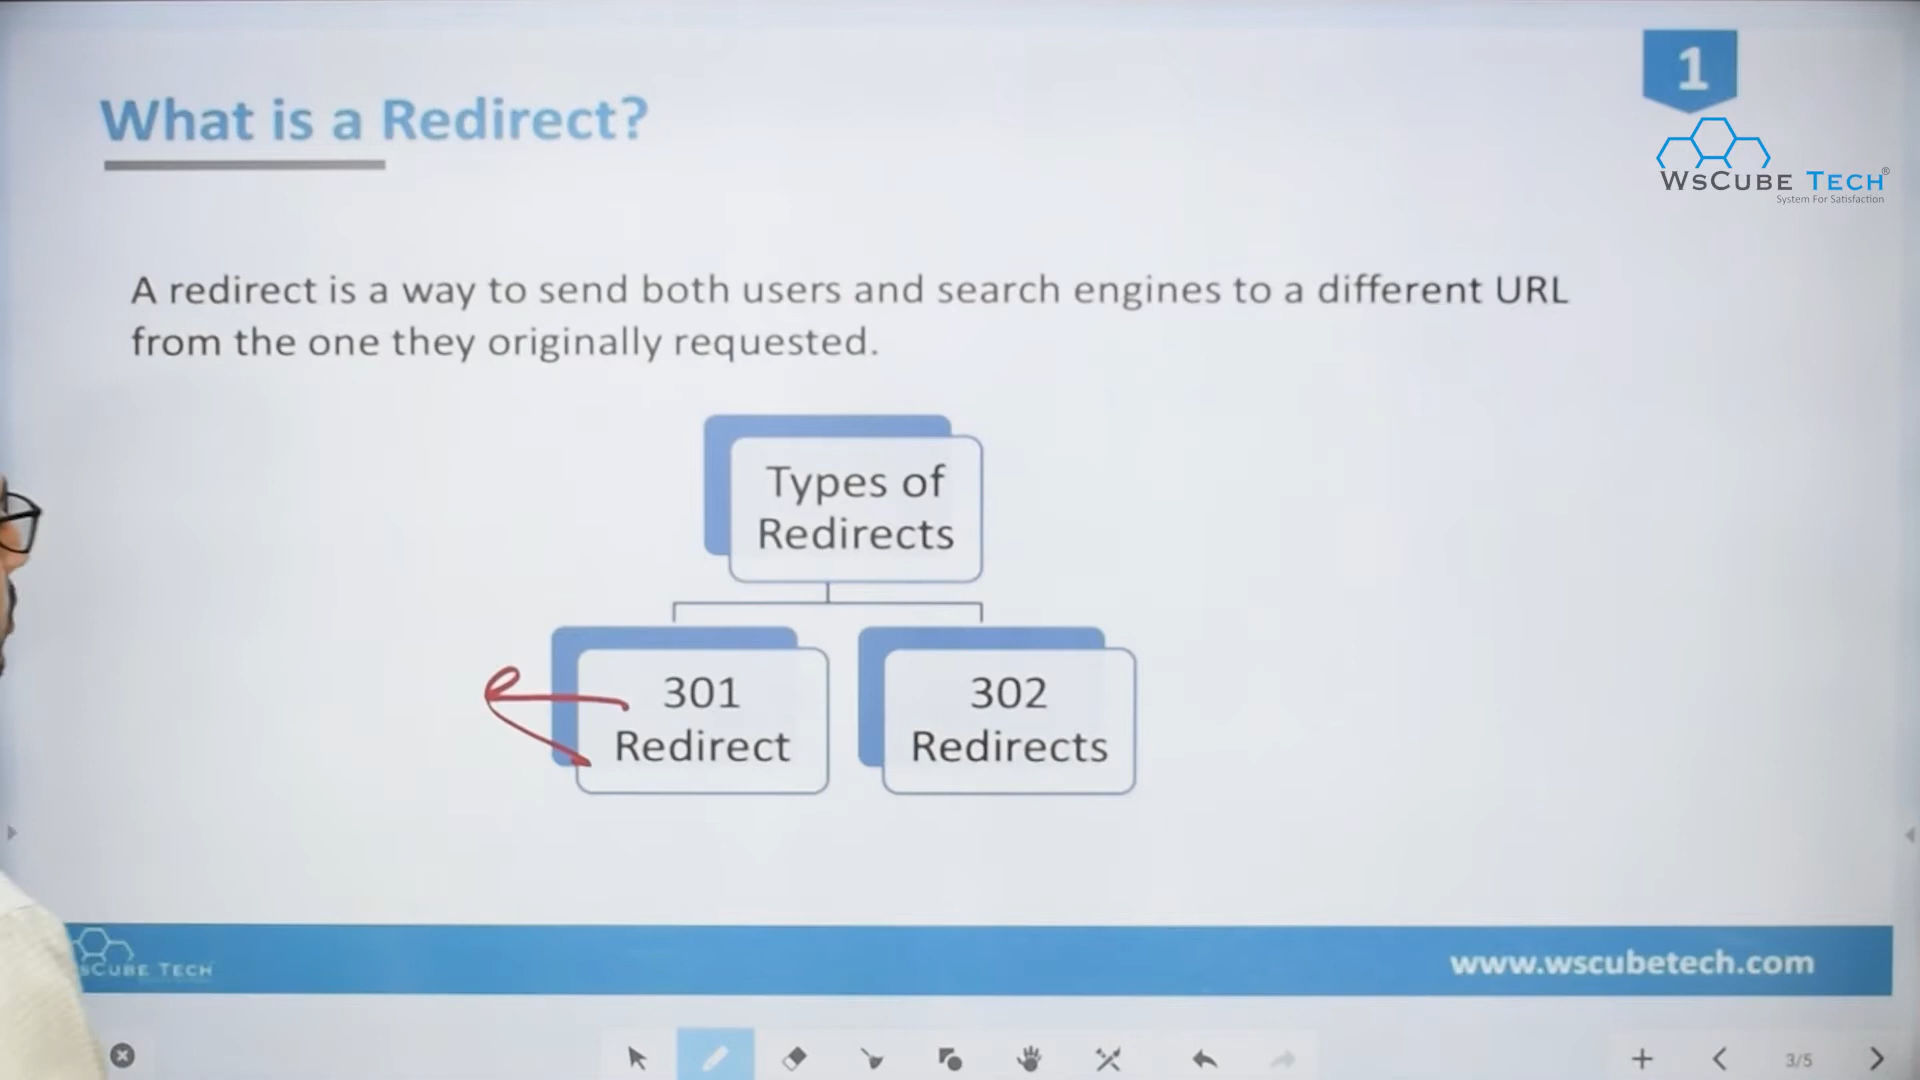 1
What is a Redirect?
WSCUBE TECH®
System For Satisfaction
A redirect is a way to send both users and search engines to a different URL
from the one they originally requested.
Types of
Redirects
301
Redirect
302
Redirects
SCUBE TECH
www.wscubetech.com
3/5